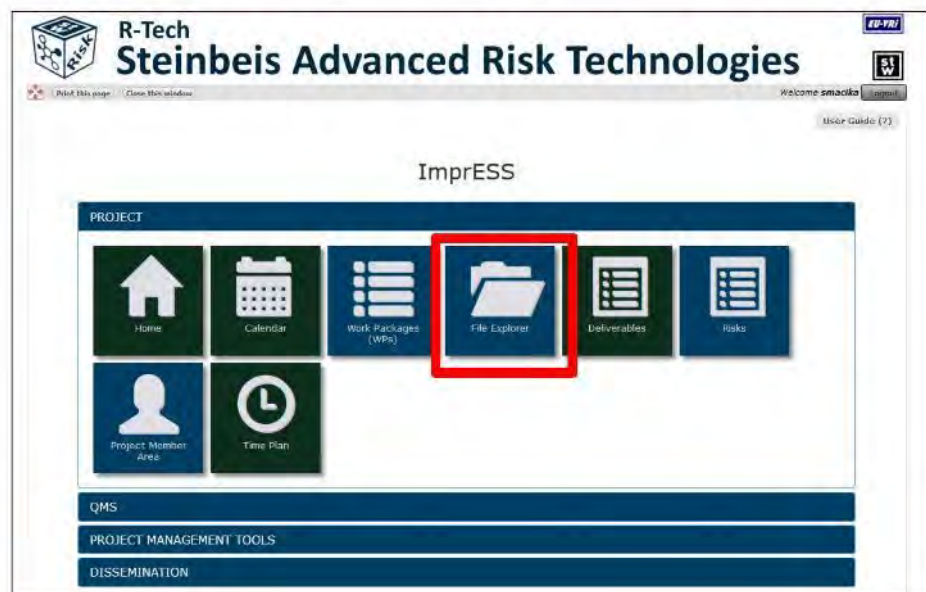 R-Tech
Steinbeis Advanced Risk Technologies
Risk
EU-VRi
St
W
Print this page Close this window
Welcome smacika Logout
User Guide (?)
ImprESS
PROJECT
Home
Calendar
Work Packages
(WPs)
File Explorer
Deliverables
Risks
Project Member
Area
Time Plan
QMS
PROJECT MANAGEMENT TOOLS
DISSEMINATION